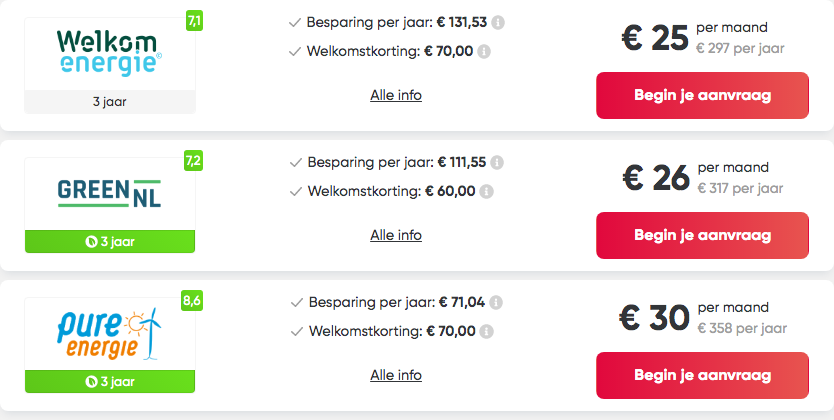 7,1
Welkom
energie©
3 jaar
Besparing per jaar: € 131,53 i
Welkomstkorting: € 70,00 i
Alle info
€ 25 per maand
€ 297 per jaar
Begin je aanvraag
7,2
GREEN
NL
3 jaar
Besparing per jaar: € 111,55 i
Welkomstkorting: € 60,00 i
Alle info
€ 26 per maand
€ 317 per jaar
Begin je aanvraag
8,6
pure
energie
3 jaar
Besparing per jaar: € 71,04 i
Welkomstkorting: € 70,00 i
Alle info
€ 30 per maand
€ 358 per jaar
Begin je aanvraag